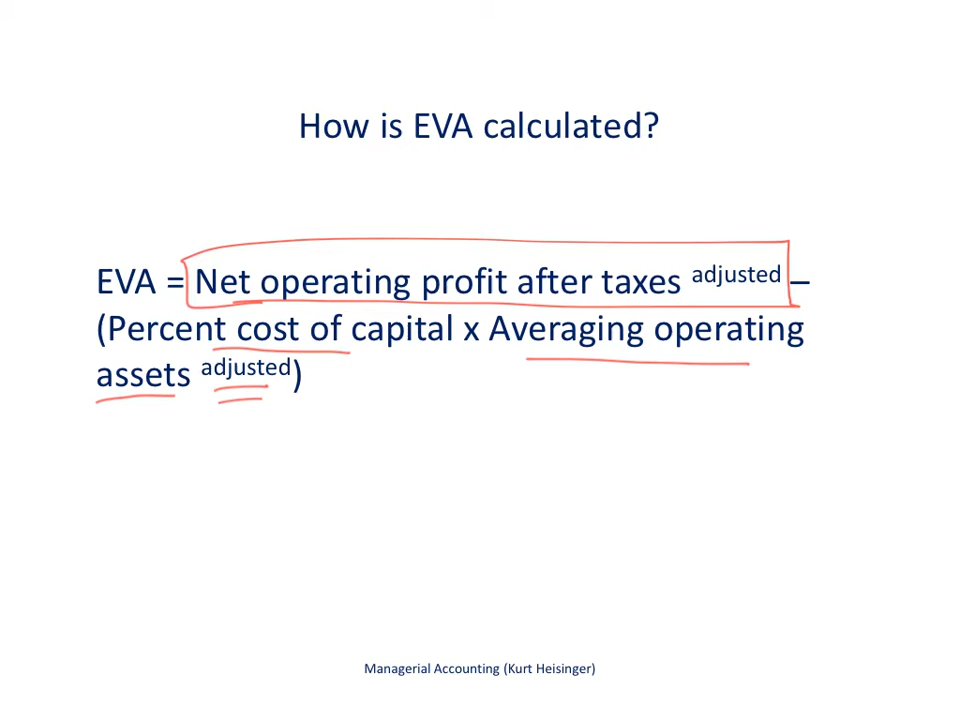 How is EVA calculated?
EVA = Net operating profit after taxes adjusted –
(Percent cost of capital x Averaging operating
assets adjusted)
Managerial Accounting (Kurt Heisinger)